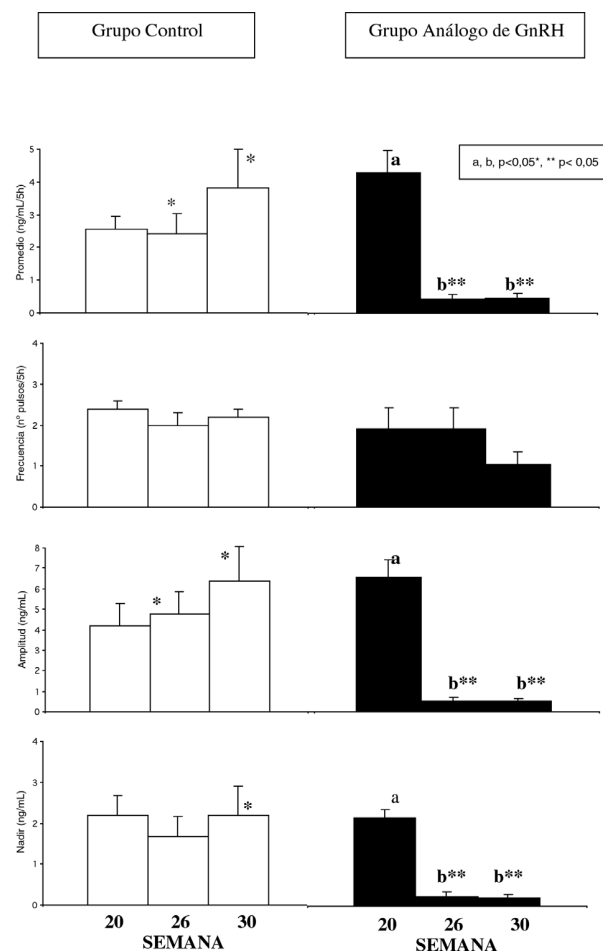 Grupo Control
Grupo Análogo de GnRH
a, b, p<0,05*, ** p< 0,05
Promedio (ng/mL/5h)
5
4
3
2
1
0
*
*
a
b**
b**
Frecuencia (nº pulsos/5h)
4
3
2
1
0
Amplitud (ng/mL)
8
7
6
5
4
3
2
1
0
*
*
a
b**
b**
Nadir (ng/mL)
4
3
2
1
0
*
a
b**
b**
20 26 30
SEMANA
20 26 30
SEMANA